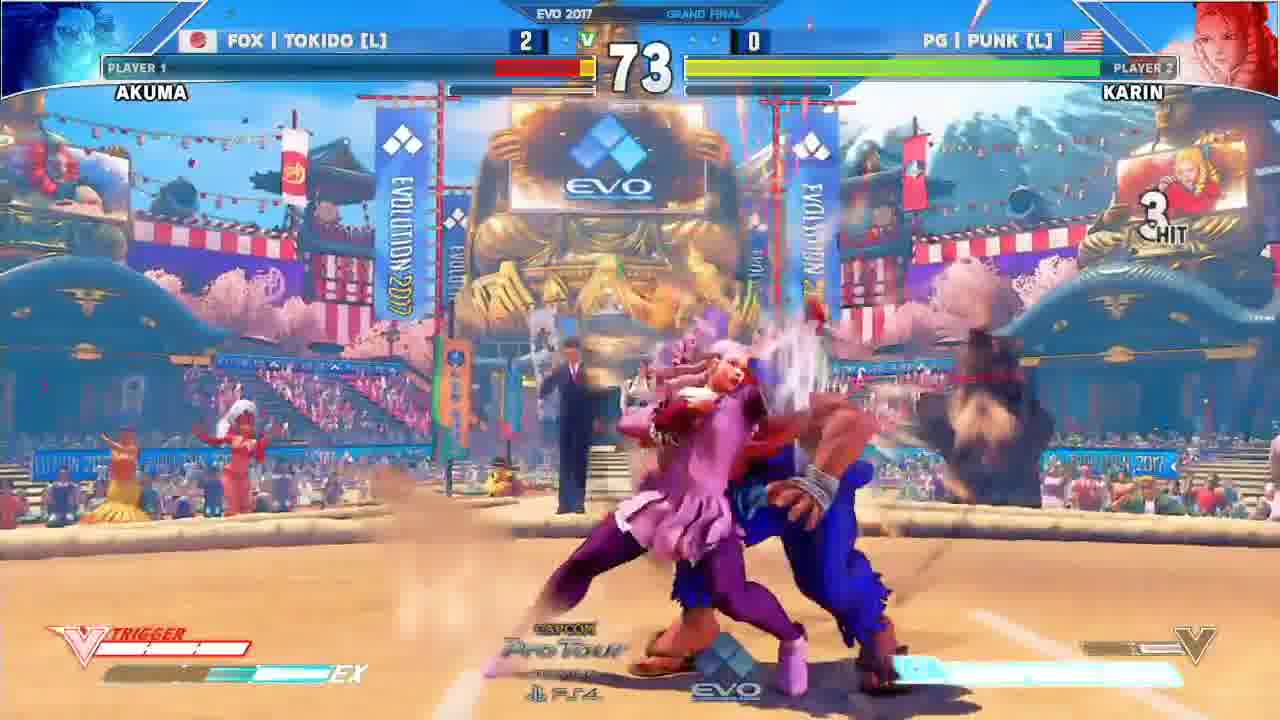 EVO 2017 GRAND FINAL
FOX | TOKIDO [L] 2 V 73 0 PG | PUNK [L]
PLAYER 1 PLAYER 2
AKUMA KARIN
EVO
EVOLUTION 2017
EVOLUTION 2
3
HIT
V TRIGGER
EX
CAPCOM
Pro Tour
PS4
EVO
V